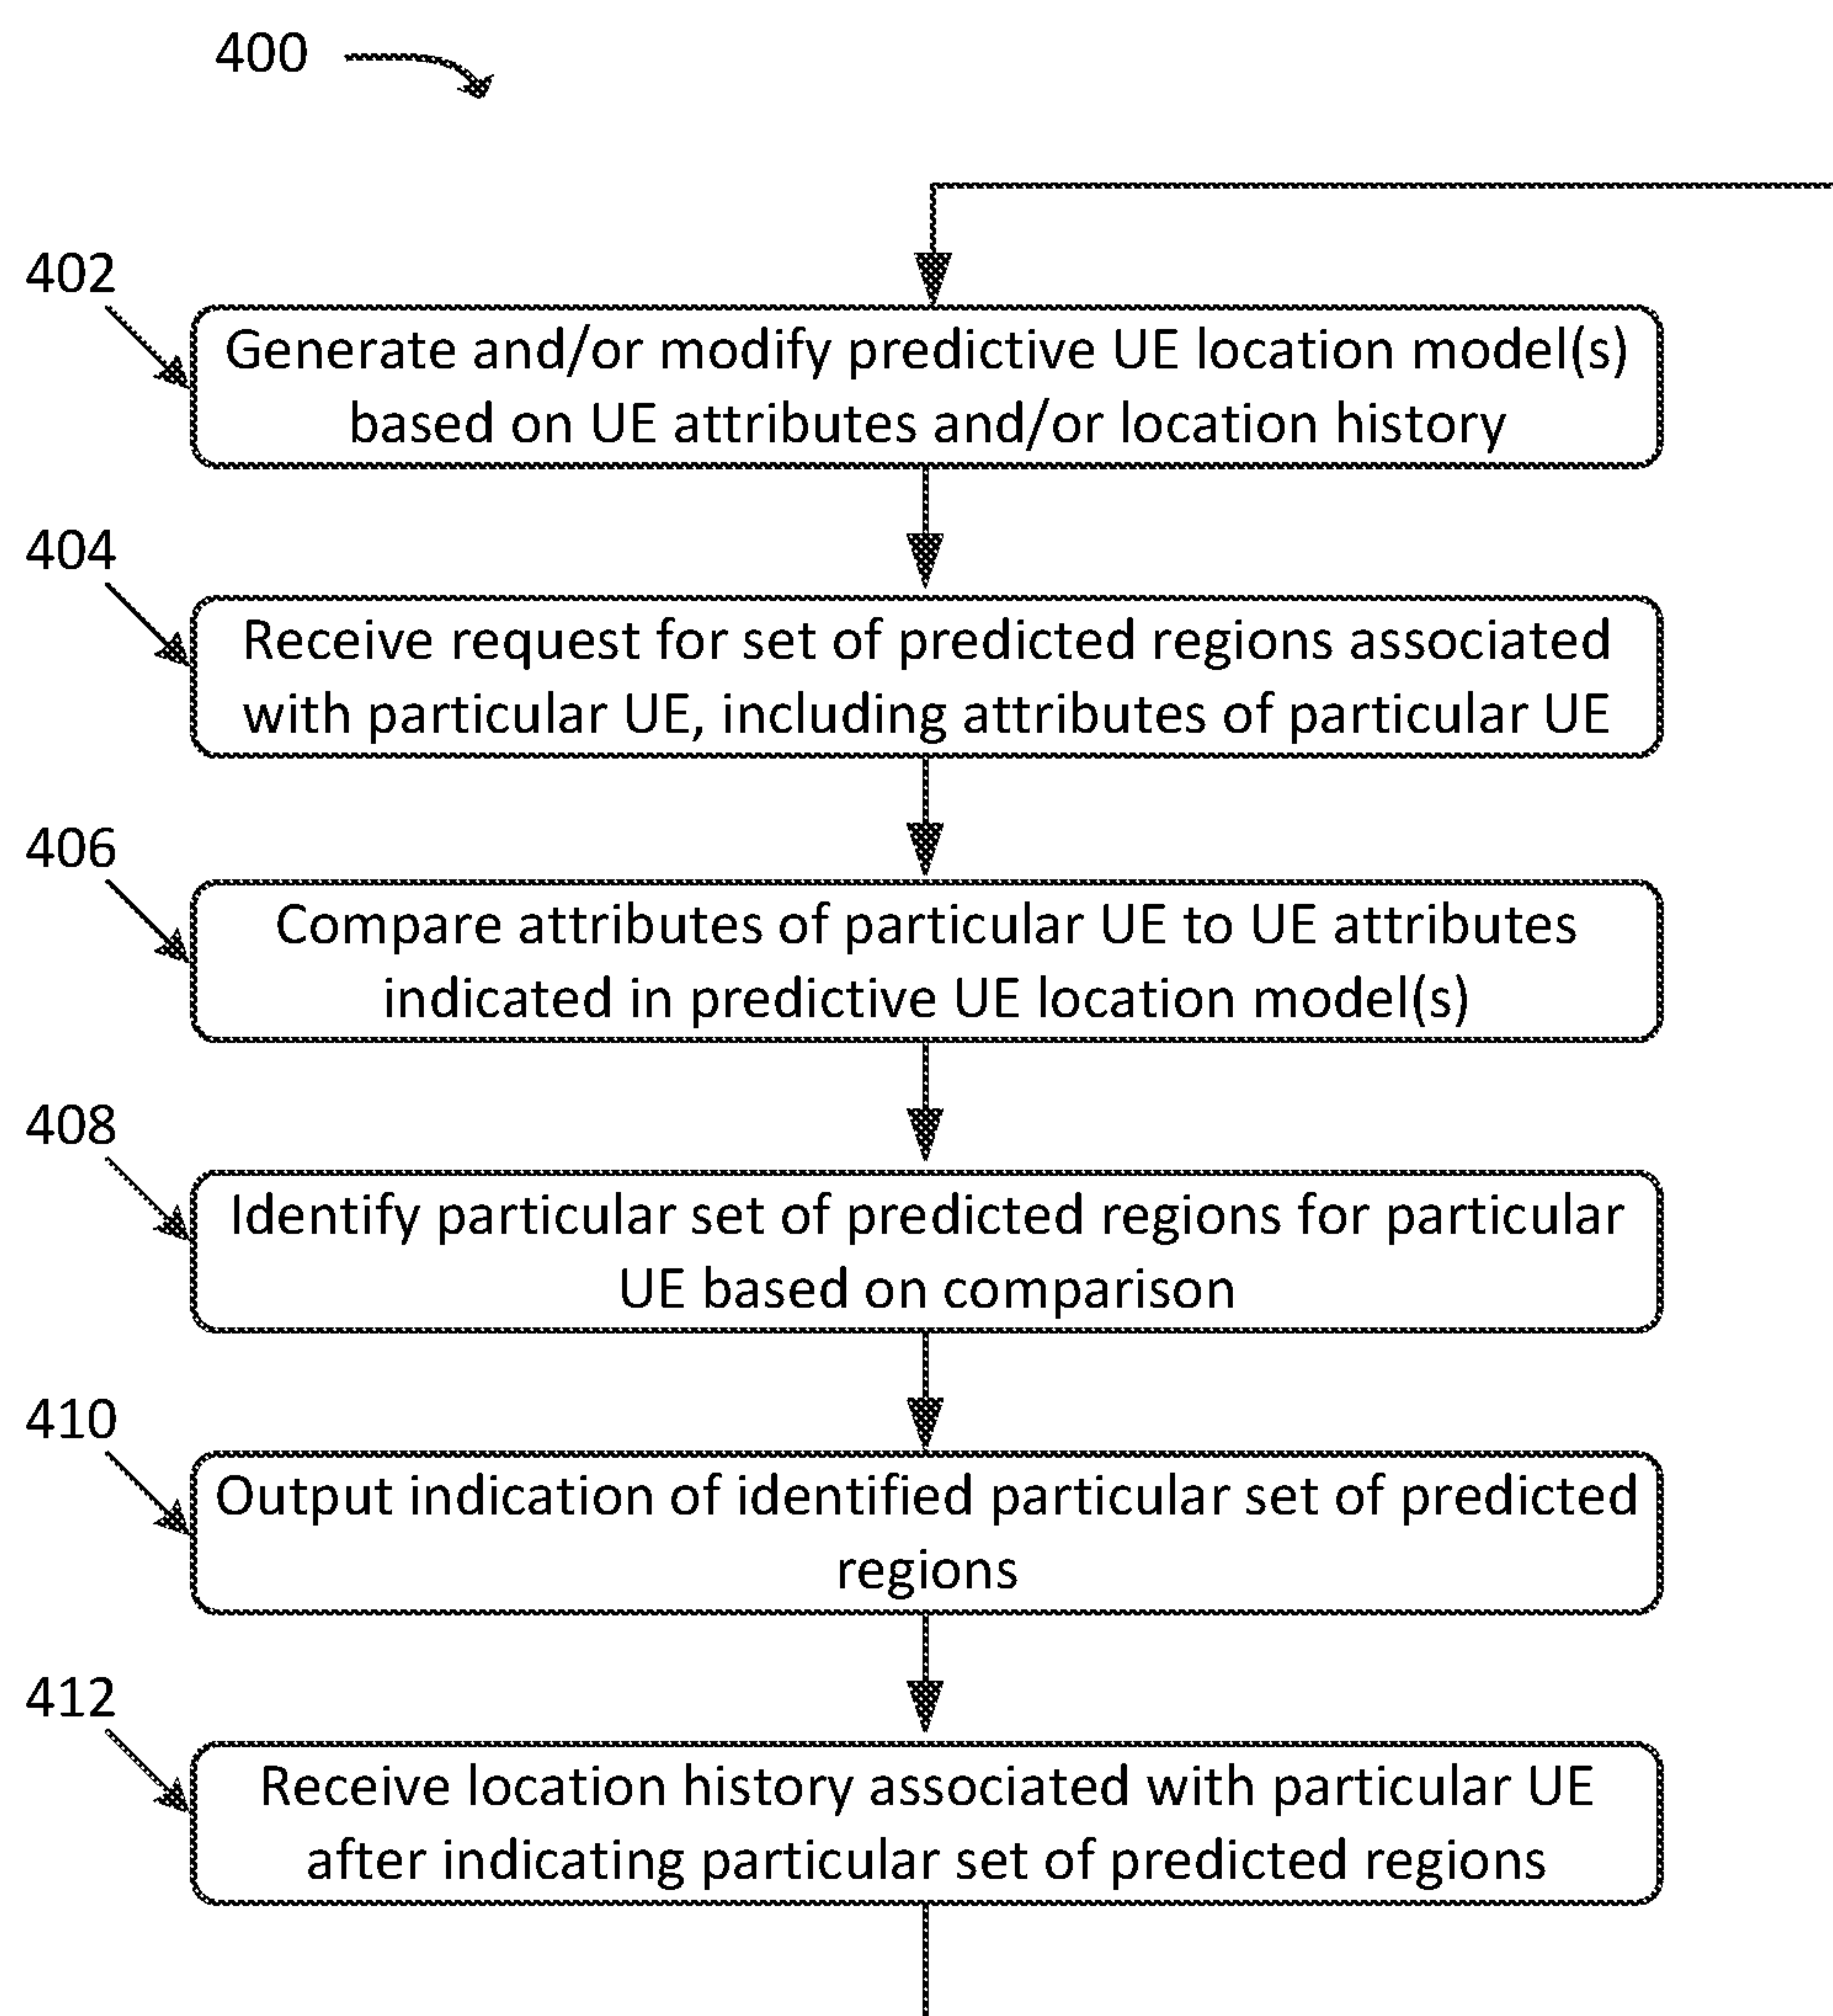 400
402
Generate and/or modify predictive UE location model(s)
based on UE attributes and/or location history
404
Receive request for set of predicted regions associated
with particular UE, including attributes of particular UE
406
Compare attributes of particular UE to UE attributes
indicated in predictive UE location model(s)
408
Identify particular set of predicted regions for particular
UE based on comparison
410
Output indication of identified particular set of predicted
regions
412
Receive location history associated with particular UE
after indicating particular set of predicted regions